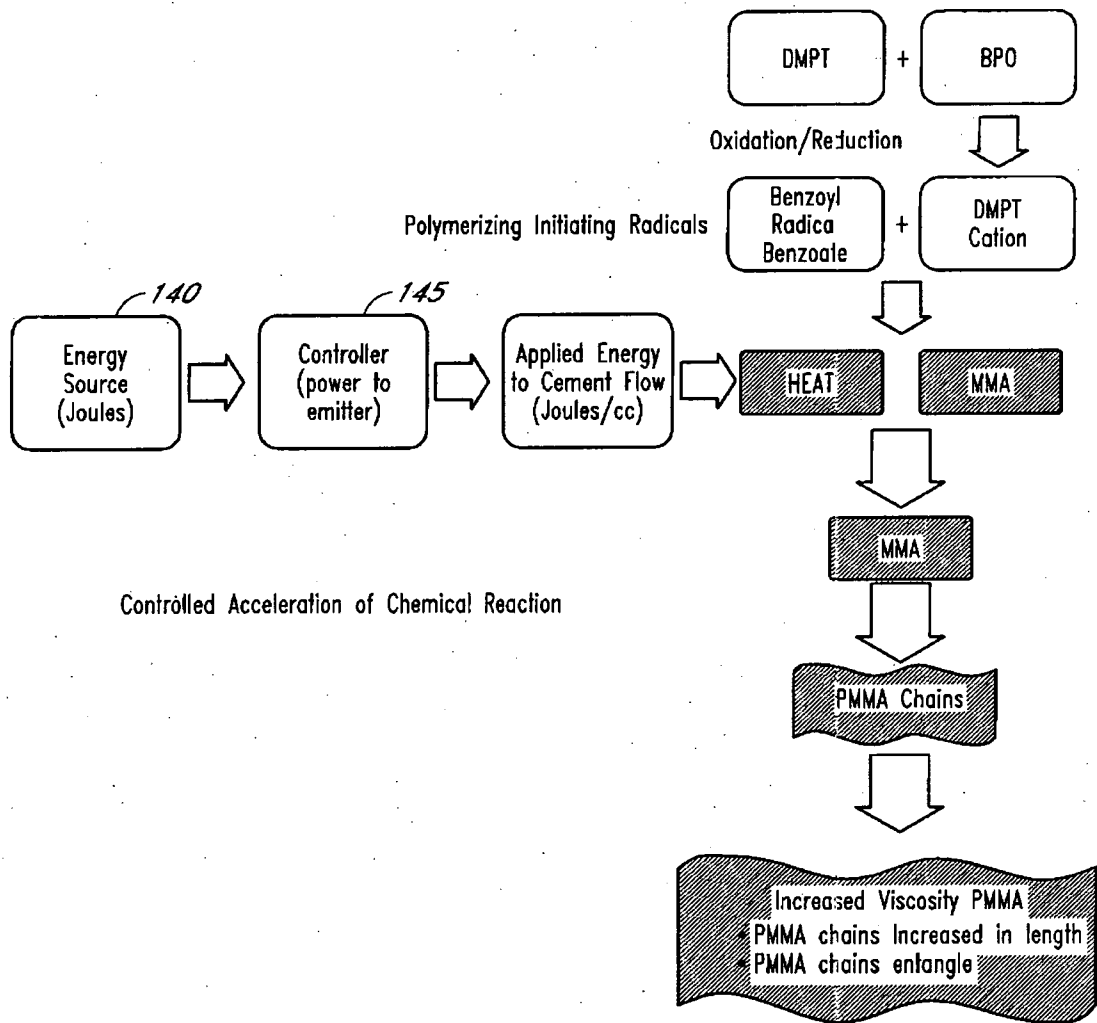 DMPT + BPO
Oxidation/Reduction
Polymerizing Initiating Radicals
Benzoyl
Radica
Benzoate
+
DMPT
Cation
140
145
Energy
Source
(Joules)
Controller
(power to
emitter)
Applied Energy
to Cement Flow
(Joules/cc)
HEAT
MMA
MMA
Controlled Acceleration of Chemical Reaction
PMMA Chains
Increased Viscosity PMMA
• PMMA chains Increased in length
• PMMA chains entangle